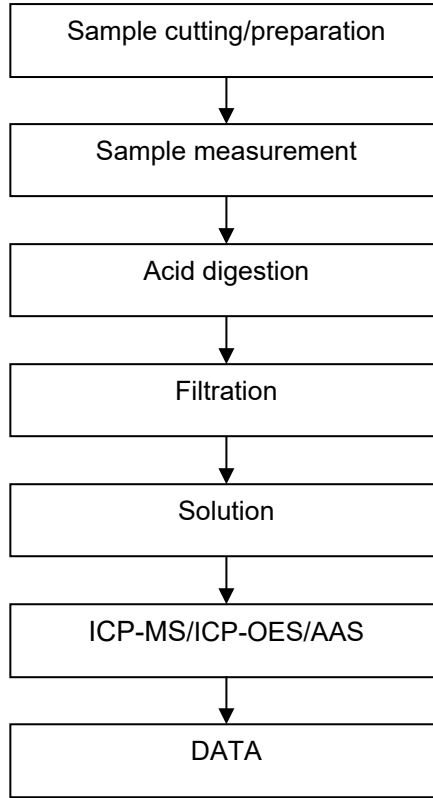 Sample cutting/preparation
Sample measurement
Acid digestion
Filtration
Solution
ICP-MS/ICP-OES/AAS
DATA